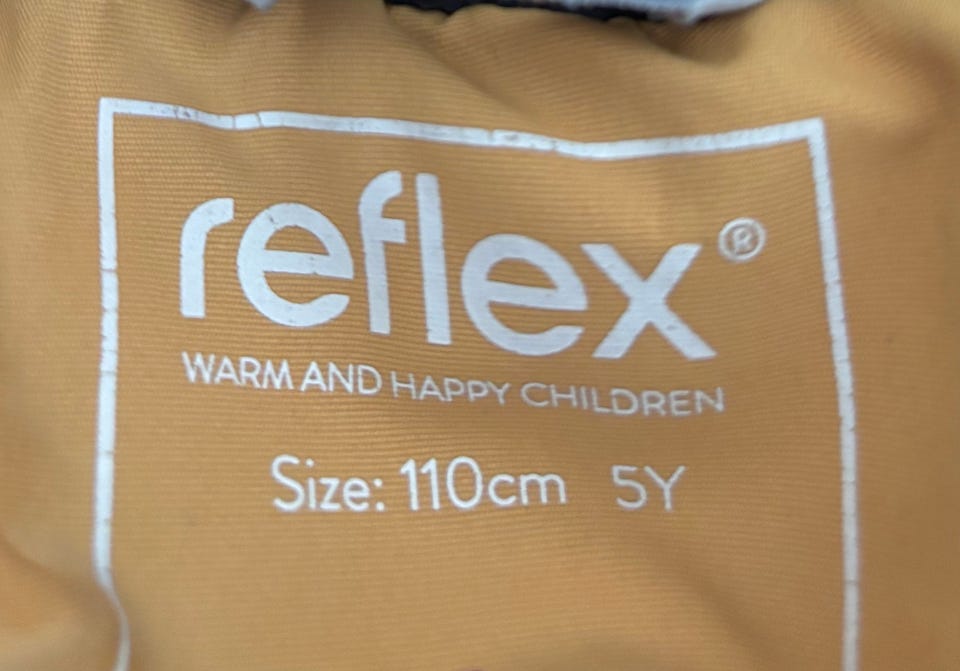 reflex®
WARM AND HAPPY CHILDREN
Size: 110cm 5Y